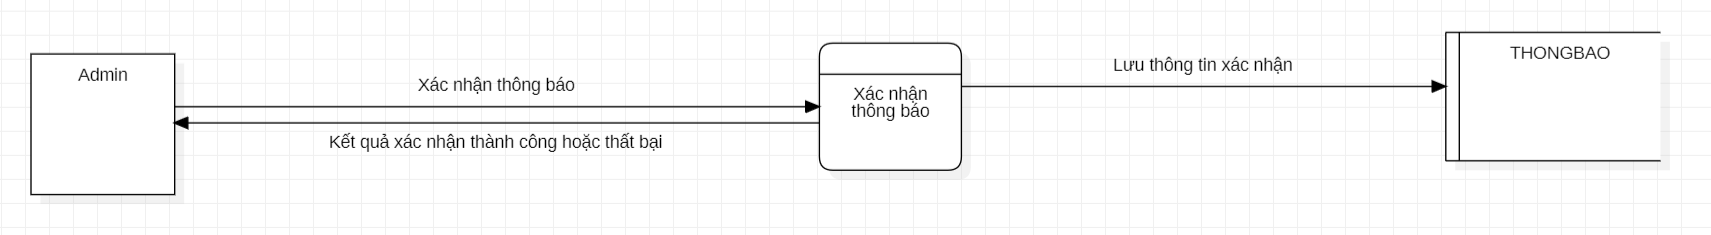 Admin
Xác nhận thông báo
Kết quả xác nhận thành công hoặc thất bại
Xác nhận
thông báo
Lưu thông tin xác nhận
THONGBAO